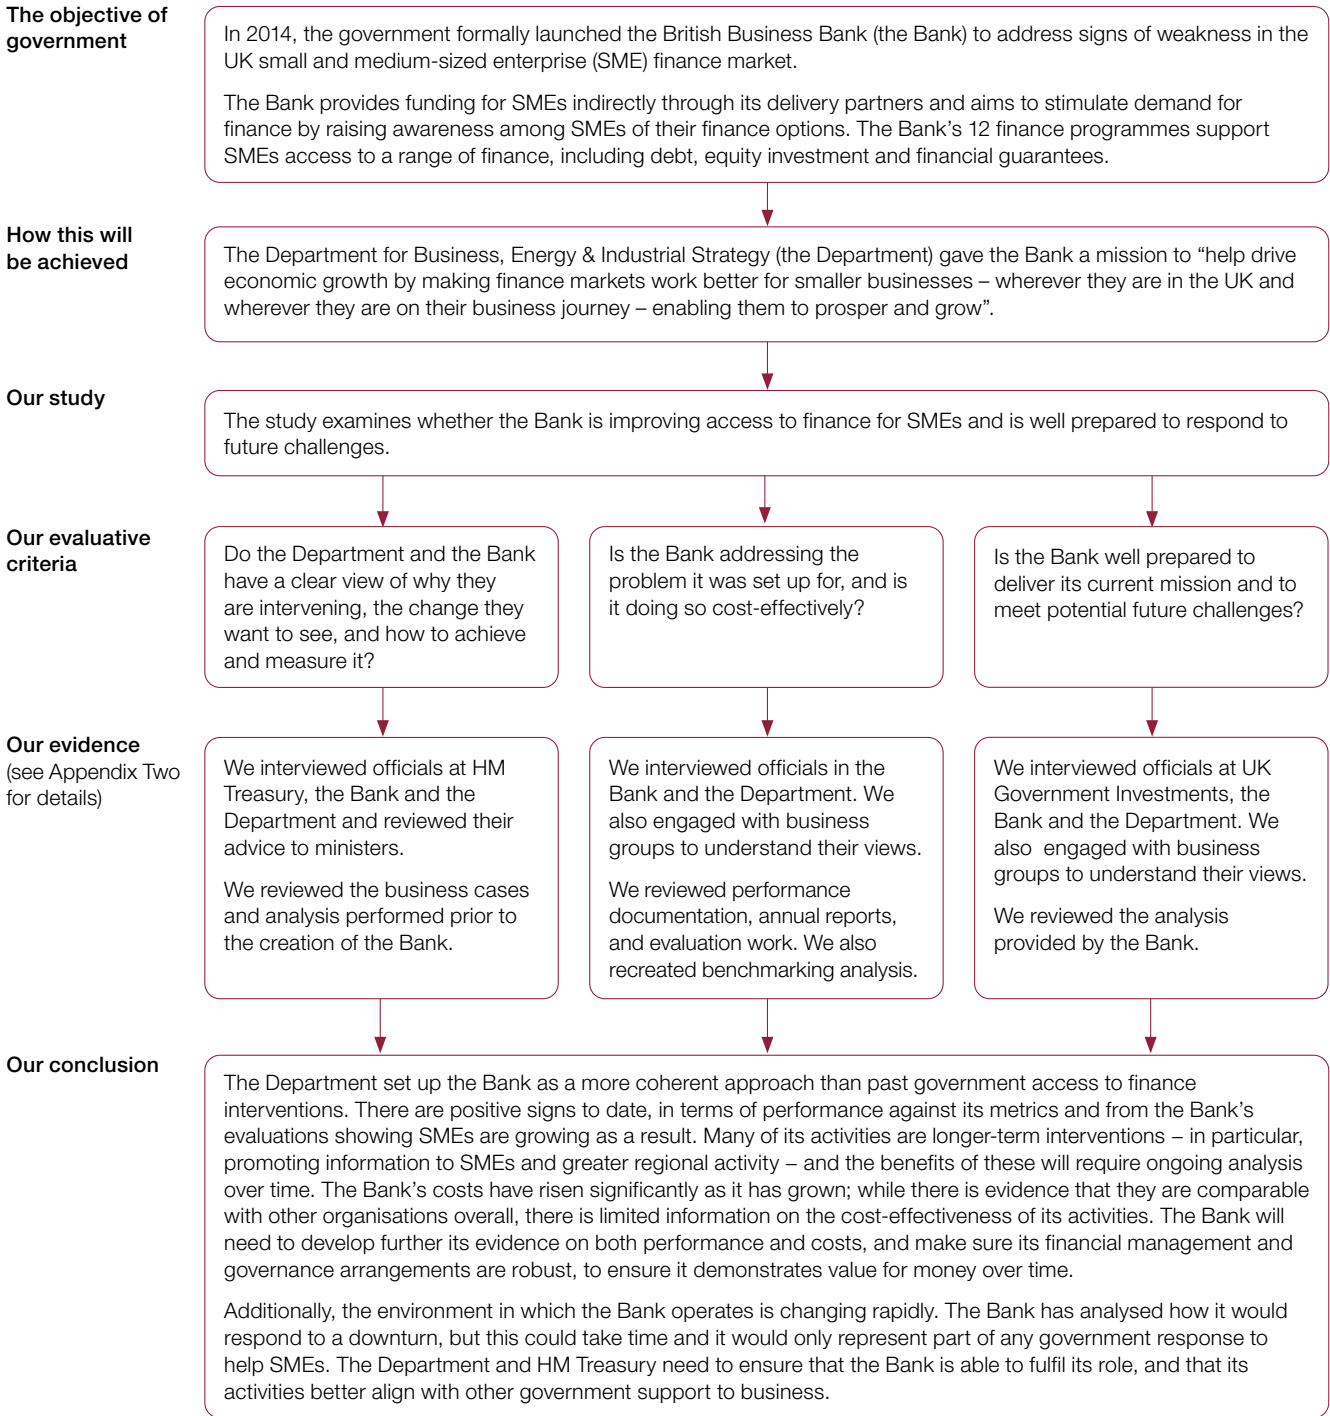 The objective of
government
In 2014, the government formally launched the British Business Bank (the Bank) to address signs of weakness in the
UK small and medium-sized enterprise (SME) finance market.
The Bank provides funding for SMEs indirectly through its delivery partners and aims to stimulate demand for
finance by raising awareness among SMEs of their finance options. The Bank's 12 finance programmes support
SMEs access to a range of finance, including debt, equity investment and financial guarantees.
How this will
be achieved
The Department for Business, Energy & Industrial Strategy (the Department) gave the Bank a mission to “help drive
economic growth by making finance markets work better for smaller businesses – wherever they are in the UK and
wherever they are on their business journey – enabling them to prosper and grow”.
Our study
The study examines whether the Bank is improving access to finance for SMEs and is well prepared to respond to
future challenges.
Our evaluative
criteria
Do the Department and the Bank
have a clear view of why they
are intervening, the change they
want to see, and how to achieve
and measure it?
Is the Bank addressing the
problem it was set up for, and is
it doing so cost-effectively?
Is the Bank well prepared to
deliver its current mission and to
meet potential future challenges?
Our evidence
(see Appendix Two
for details)
We interviewed officials at HM
Treasury, the Bank and the
Department and reviewed their
advice to ministers.
We reviewed the business cases
and analysis performed prior to
the creation of the Bank.
We interviewed officials in the
Bank and the Department. We
also engaged with business
groups to understand their views.
We reviewed performance
documentation, annual reports,
and evaluation work. We also
recreated benchmarking analysis.
We interviewed officials at UK
Government Investments, the
Bank and the Department. We
also engaged with business
groups to understand their views.
We reviewed the analysis
provided by the Bank.
Our conclusion
The Department set up the Bank as a more coherent approach than past government access to finance
interventions. There are positive signs to date, in terms of performance against its metrics and from the Bank's
evaluations showing SMEs are growing as a result. Many of its activities are longer-term interventions – in particular,
promoting information to SMEs and greater regional activity – and the benefits of these will require ongoing analysis
over time. The Bank's costs have risen significantly as it has grown; while there is evidence that they are comparable
with other organisations overall, there is limited information on the cost-effectiveness of its activities. The Bank will
need to develop further its evidence on both performance and costs, and make sure its financial management and
governance arrangements are robust, to ensure it demonstrates value for money over time.
Additionally, the environment in which the Bank operates is changing rapidly. The Bank has analysed how it would
respond to a downturn, but this could take time and it would only represent part of any government response to
help SMEs. The Department and HM Treasury need to ensure that the Bank is able to fulfil its role, and that its
activities better align with other government support to business.